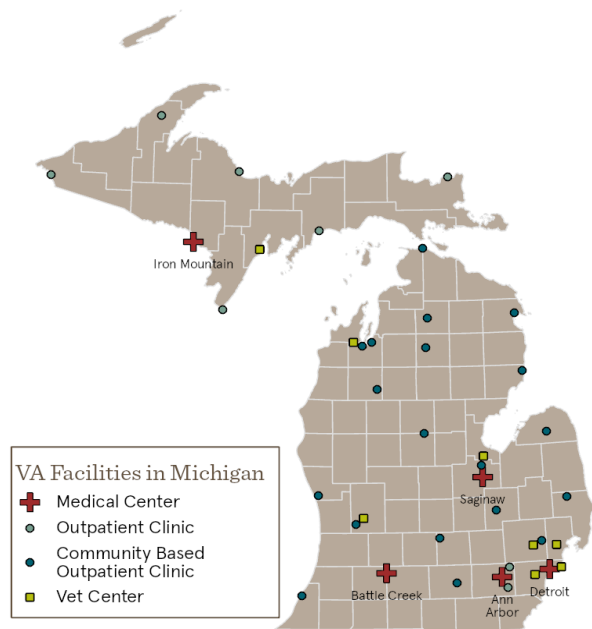 Iron Mountain
VA Facilities in Michigan
Medical Center
Outpatient Clinic
Community Based
Outpatient Clinic
Vet Center
Saginaw
Battle Creek
Ann
Arbor
Detroit